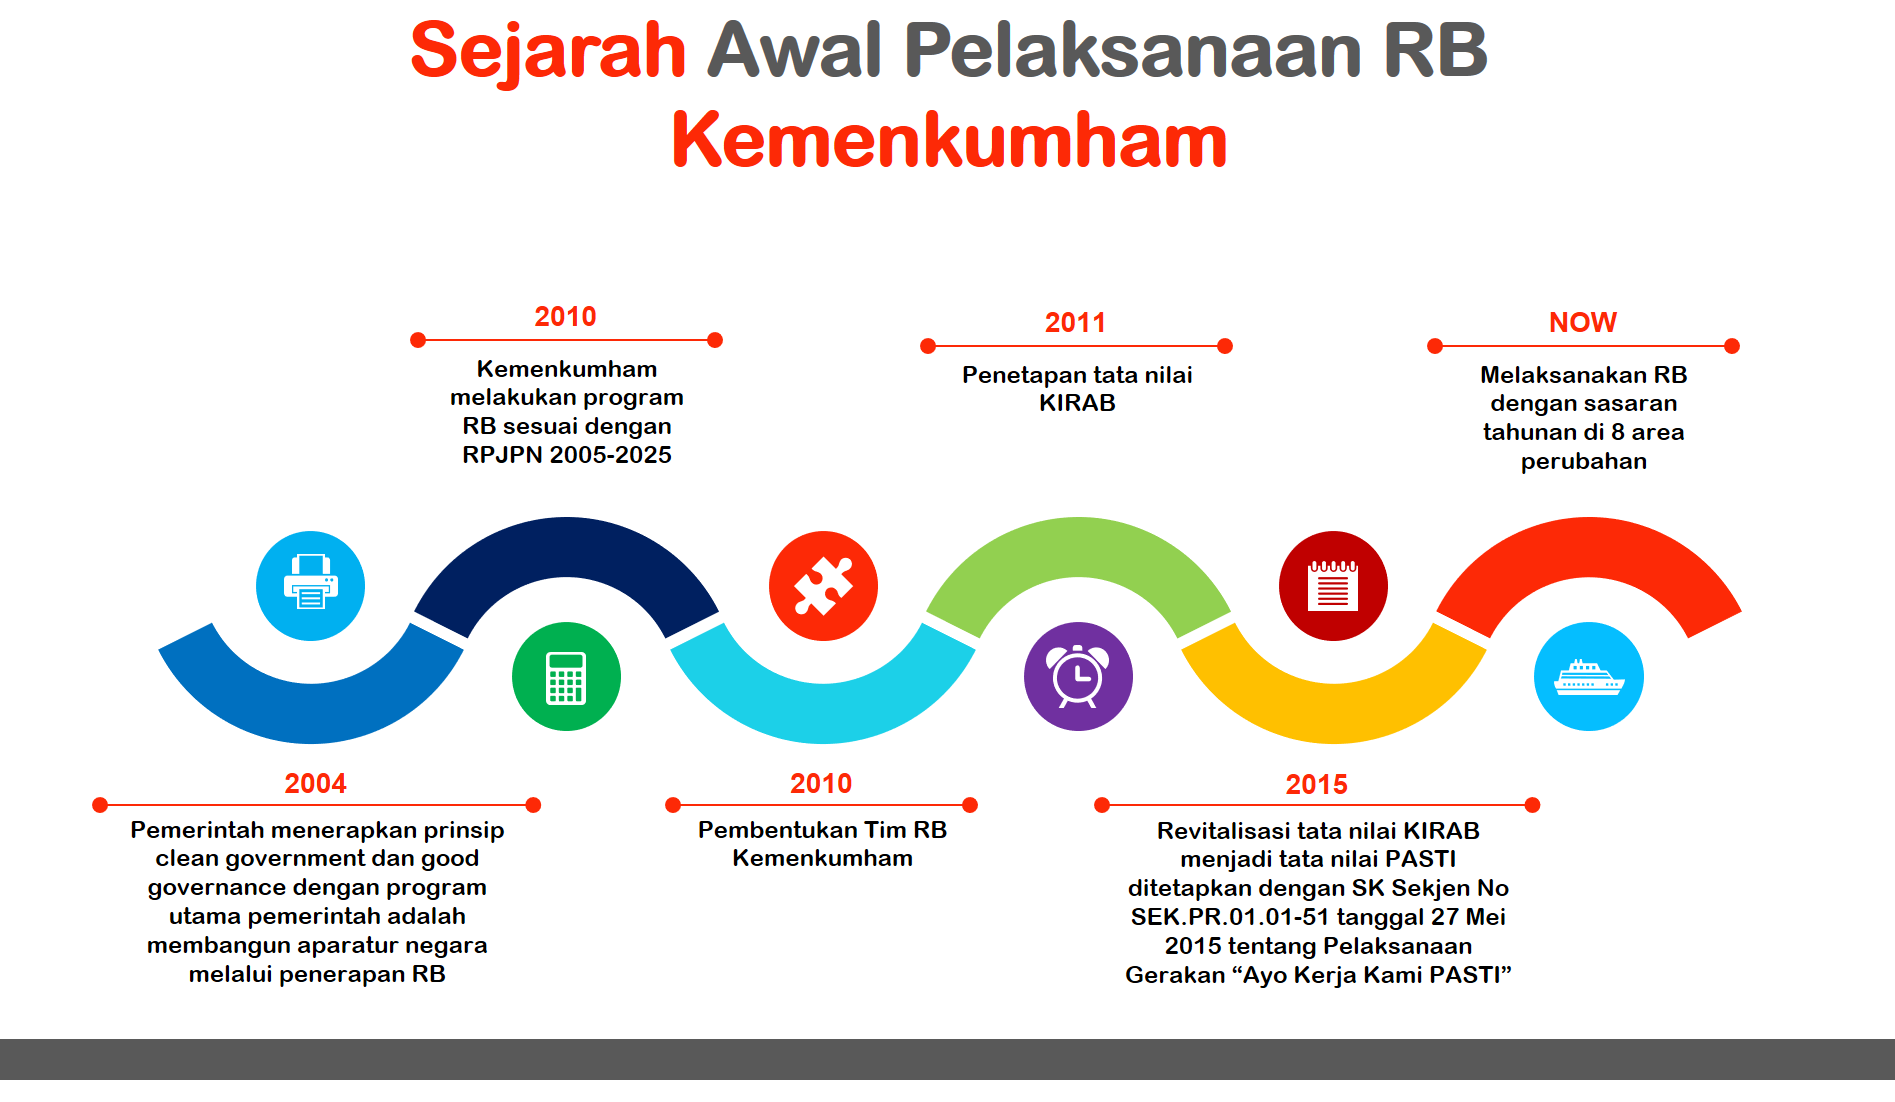 Sejarah Awal Pelaksanaan RB
Kemenkumham
2004
Pemerintah menerapkan prinsip
clean government dan good
governance dengan program
utama pemerintah adalah
membangun aparatur negara
melalui penerapan RB
2010
Kemenkumham
melakukan program
RB sesuai dengan
RPJPN 2005-2025
2010
Pembentukan Tim RB
Kemenkumham
2011
Penetapan tata nilai
KIRAB
2015
Revitalisasi tata nilai KIRAB
menjadi tata nilai PASTI
ditetapkan dengan SK Sekjen No
SEK.PR.01.01-51 tanggal 27 Mei
2015 tentang Pelaksanaan
Gerakan “Ayo Kerja Kami PASTI”
NOW
Melaksanakan RB
dengan sasaran
tahunan di 8 area
perubahan